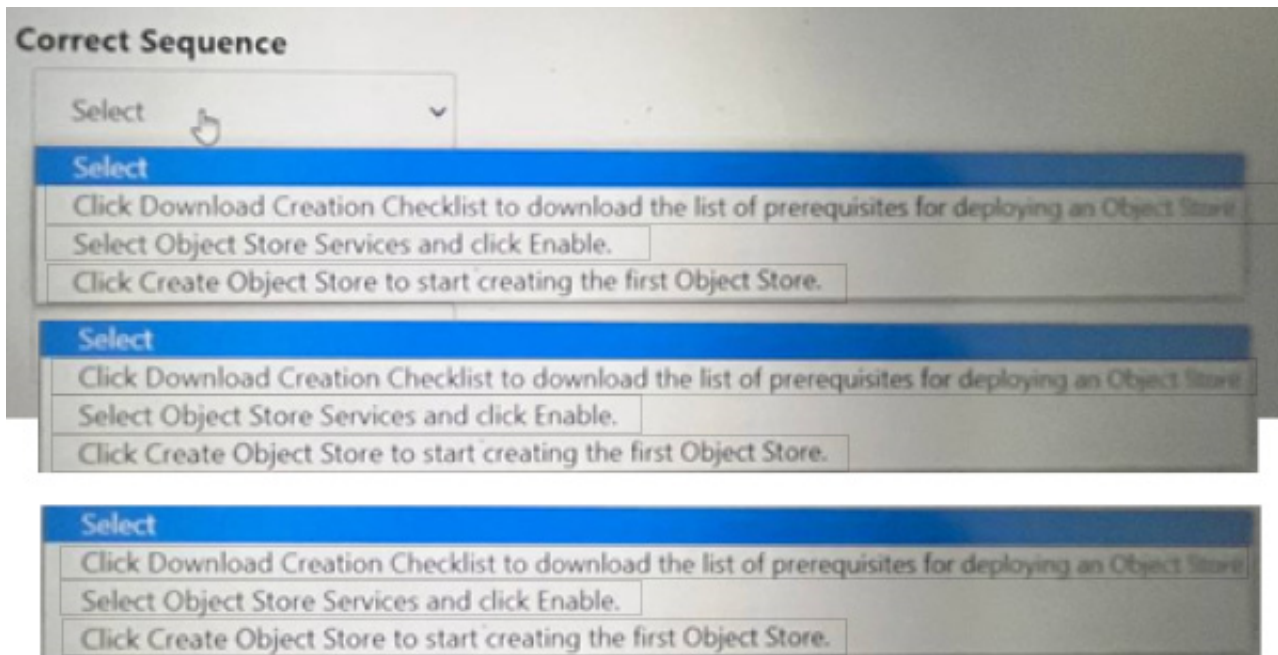 Correct Sequence
Select
Select
Click Download Creation Checklist to download the list of prerequisites for deploying an Object Store
Select Object Store Services and click Enable.
Click Create Object Store to start creating the first Object Store.
Select
Click Download Creation Checklist to download the list of prerequisites for deploying an Object Store
Select Object Store Services and click Enable.
Click Create Object Store to start creating the first Object Store.
Select
Click Download Creation Checklist to download the list of prerequisites for deploying an Object Store
Select Object Store Services and click Enable.
Click Create Object Store to start creating the first Object Store.